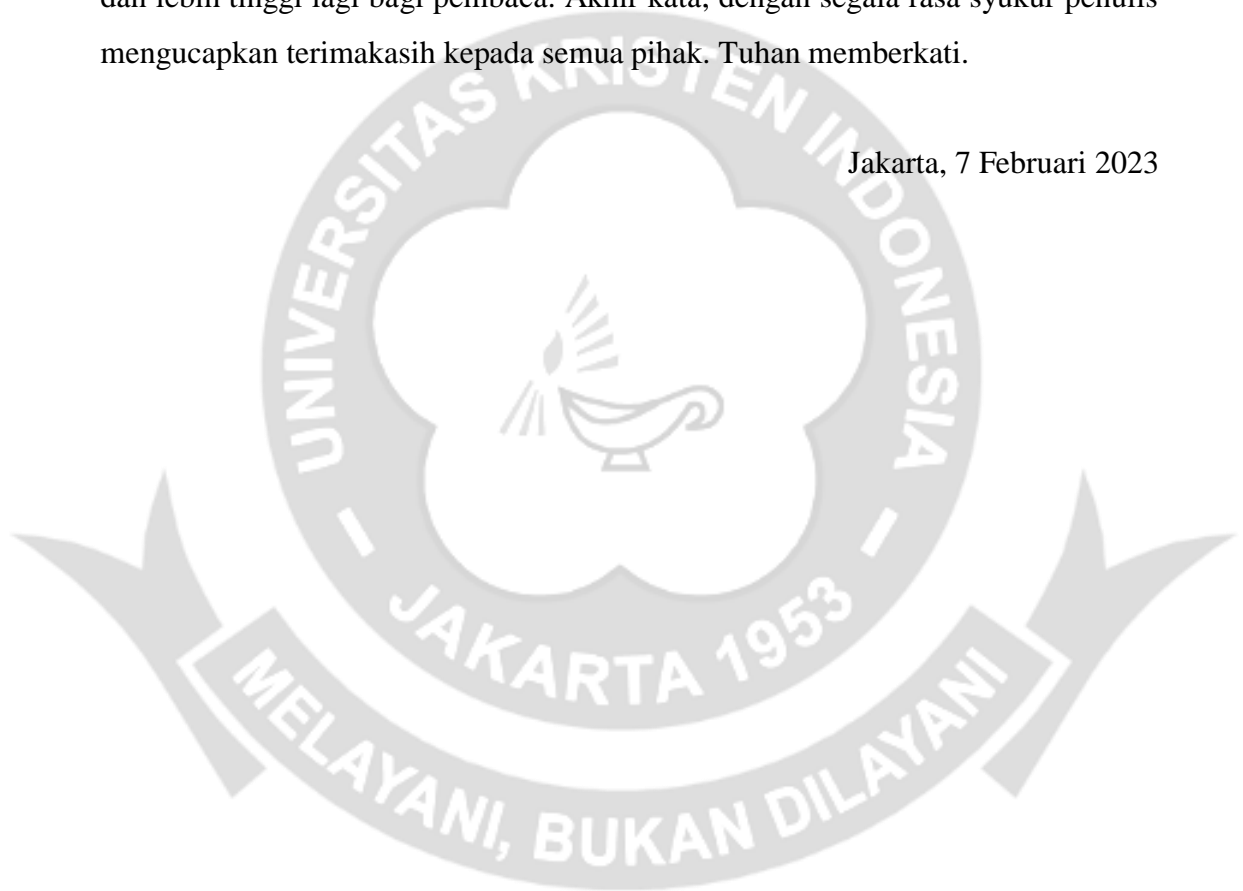 dan lebih tinggi lagi bagi pembaca. Akhir kata, dengan segala rasa syukur penulis
mengucapkan terimakasih kepada semua pihak. Tuhan memberkati.
Jakarta, 7 Februari 2023
UNIVERSITAS KRISTEN INDONESIA
JAKARTA 1953
MELAYANI, BUKAN DILAYANI